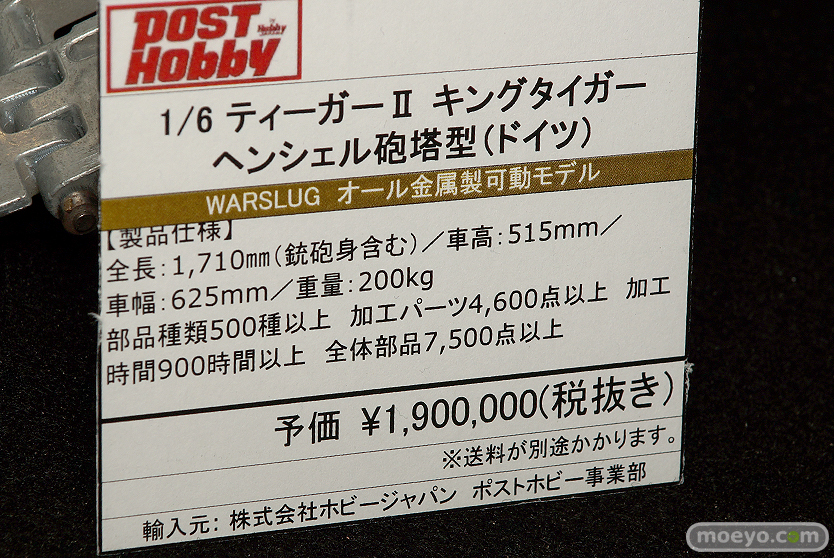 POST
Hobby
Hobby
1/6 ティーガーⅡ キングタイガー
ヘンシェル砲塔型(ドイツ)
WARSLUG オール金属製可動モデル
【製品仕様】
全長:1,710㎜(銃砲身含む)／車高:515mm／
車幅:625mm／重量:200kg
部品種類500種以上 加工パーツ4,600点以上 加工
時間900時間以上 全体部品7,500点以上
予価 ¥1,900,000(税抜き)
※送料が別途かかります。
輸入元: 株式会社ホビージャパン ポストホビー事業部
moeyo.com